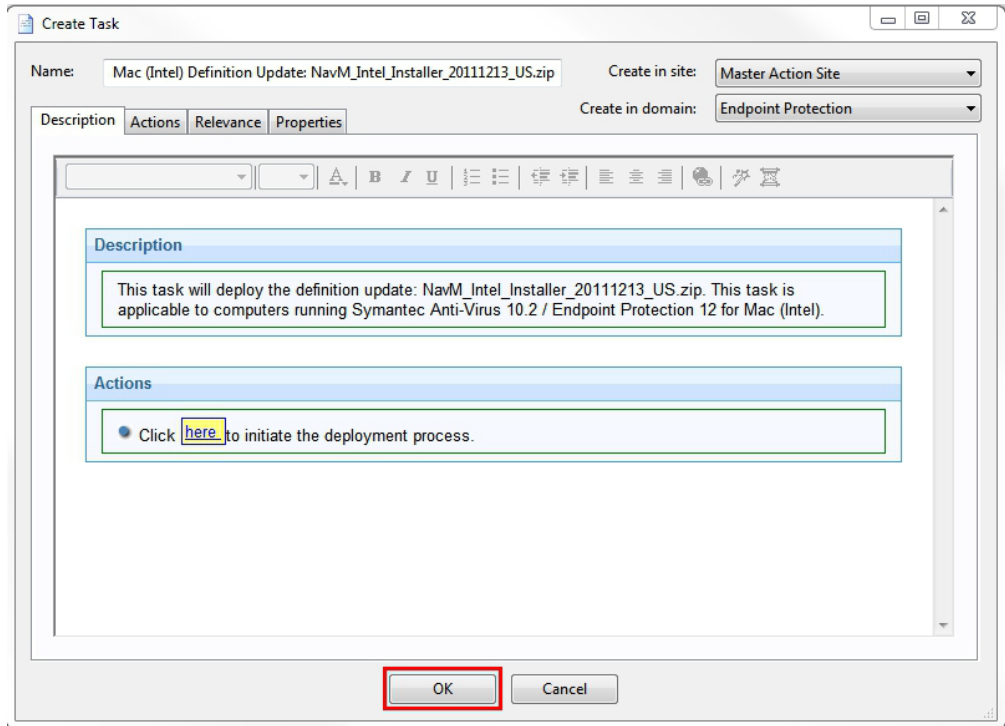 Create Task
Name: Mac (Intel) Definition Update: NavM_Intel_Installer_20111213_US.zip Create in site: Master Action Site
Create in domain: Endpoint Protection
Description Actions Relevance Properties
A B I U
Description
This task will deploy the definition update: NavM_Intel_Installer_20111213_US.zip. This task is
applicable to computers running Symantec Anti-Virus 10.2 / Endpoint Protection 12 for Mac (Intel).
Actions
Click here to initiate the deployment process.
OK Cancel